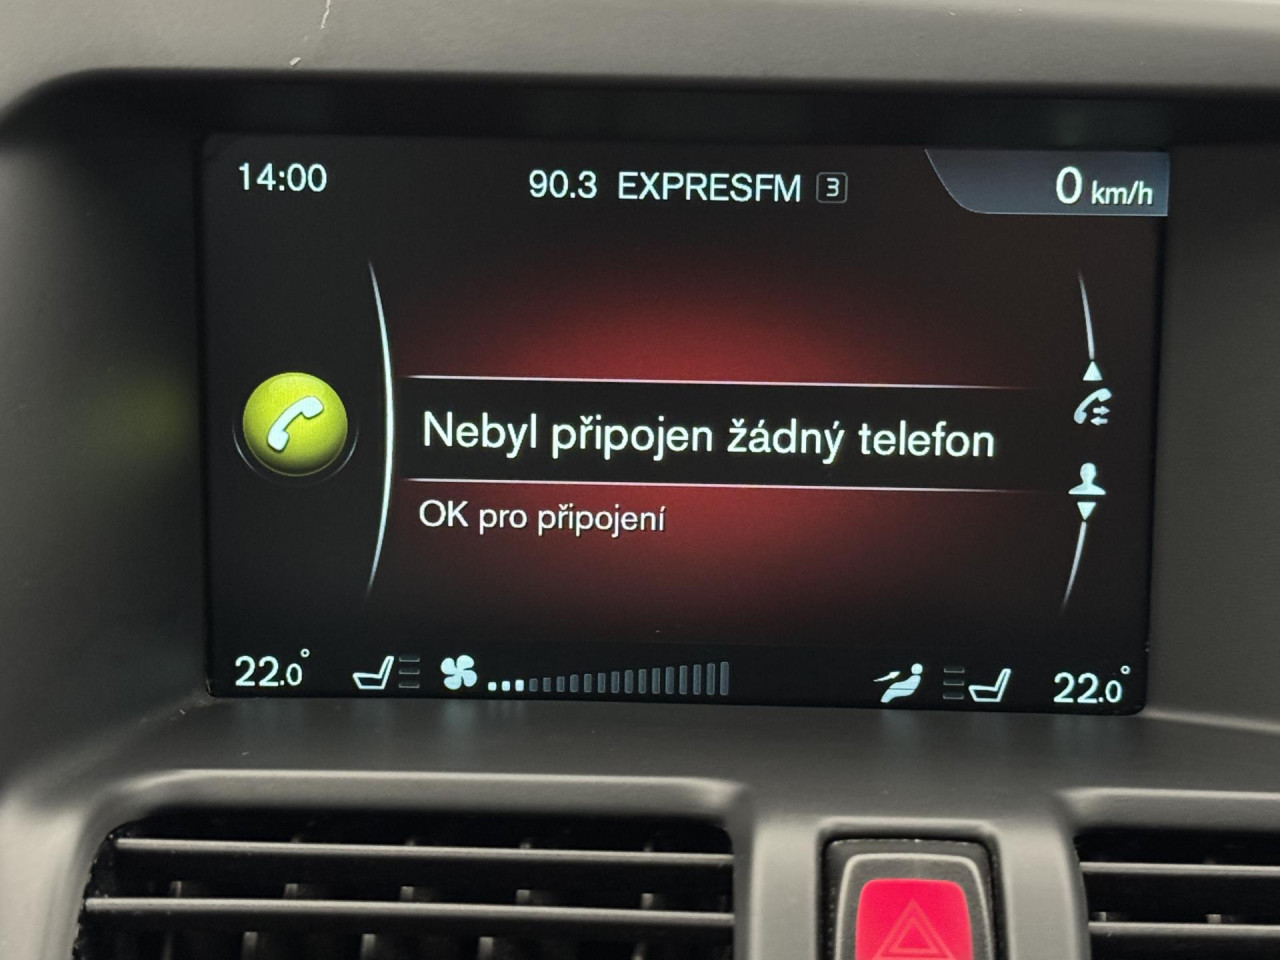 14:00
90.3 EXPRESFM 3
0 km/h
Nebyl připojen žádný telefon
OK pro připojení
22.0°
22.0°